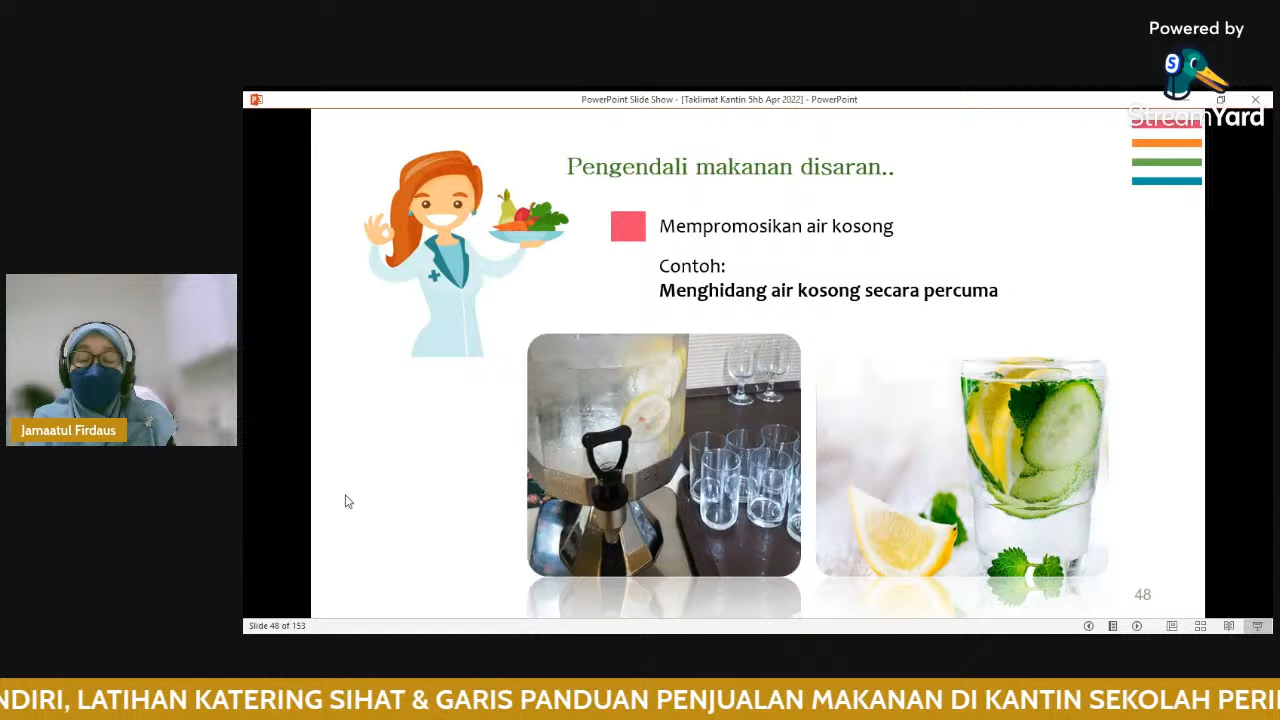 Powered by
StreamYard
PowerPoint Slide Show - [Taklimat Kantin 5hb Apr 2022] - PowerPoint
Pengendali makanan disaran..
Mempromosikan air kosong
Contoh:
Menghidang air kosong secara percuma
Jamaatul Firdaus
48
Slide 48 of 153
NDIRI, LATIHAN KATERING SIHAT & GARIS PANDUAN PENJUALAN MAKANAN DI KANTIN SEKOLAH PERI